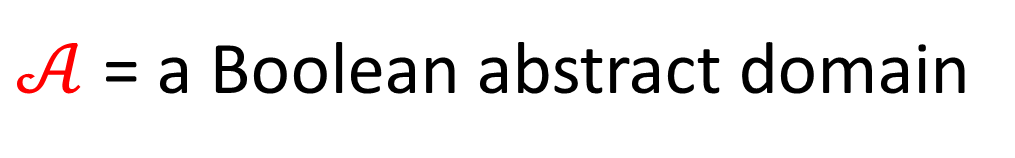 𝒜 = a Boolean abstract domain